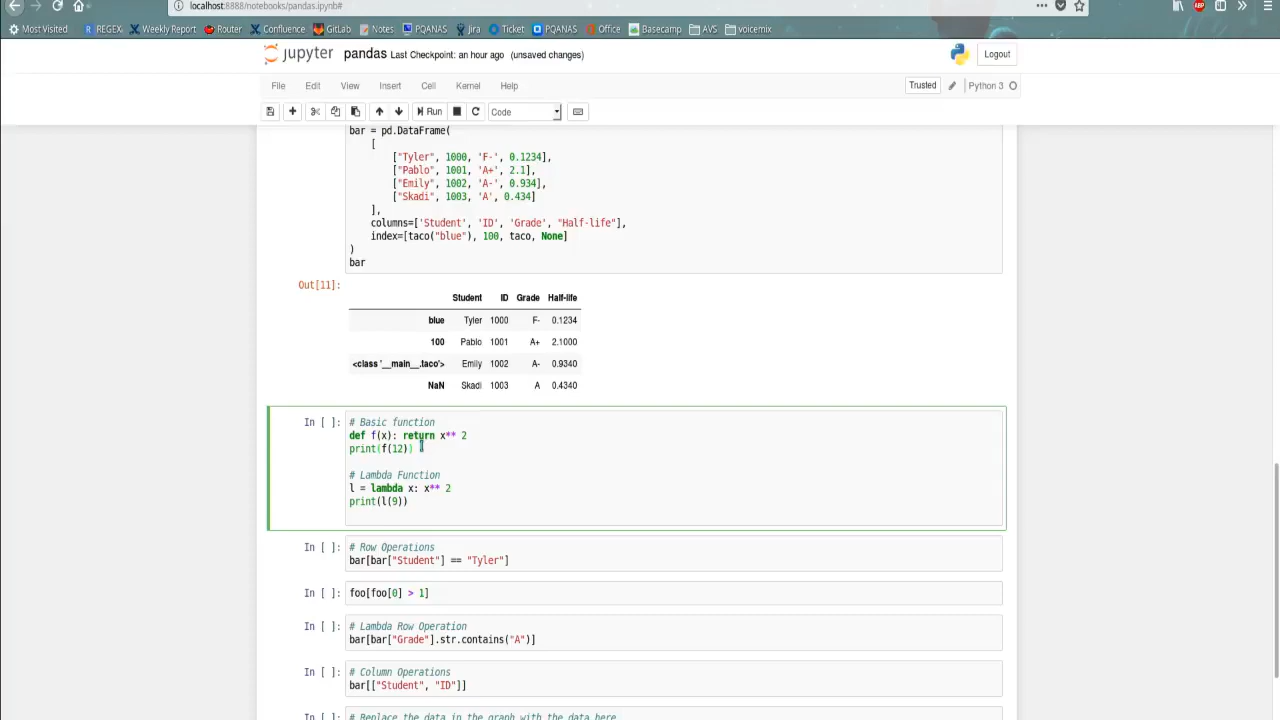 localhost:8888/notebooks/pandas.ipynb#
Most Visited REGEX Weekly Report Router Confluence GitLab Notes PQANAS Jira Ticket PQANAS Office Basecamp AVS voicemix
jupyter pandas Last Checkpoint: an hour ago (unsaved changes) Logout
File Edit View Insert Cell Kernel Help Trusted Python 3
Run Code
bar = pd.DataFrame(
[
["Tyler", 1000, 'F-', 0.1234],
["Pablo", 1001, 'A+', 2.1],
["Emily", 1002, 'A-', 0.934],
["Skadi", 1003, 'A', 0.434]
],
columns=['Student', 'ID', 'Grade', "Half-life"],
index=[taco("blue"), 100, taco, None]
)
bar
Out[11]:
Student ID Grade Half-life
blue Tyler 1000 F- 0.1234
100 Pablo 1001 A+ 2.1000
<class '__main__.taco'> Emily 1002 A- 0.9340
NaN Skadi 1003 A 0.4340
In [ ]: # Basic function
def f(x): return x** 2
print(f(12))
# Lambda Function
l = lambda x: x** 2
print(l(9))
In [ ]: # Row Operations
bar[bar["Student"] == "Tyler"]
In [ ]: foo[foo[0] > 1]
In [ ]: # Lambda Row Operation
bar[bar["Grade"].str.contains("A")]
In [ ]: # Column Operations
bar[["Student", "ID"]]
In [ ]: # Replace the data in the graph with the data here